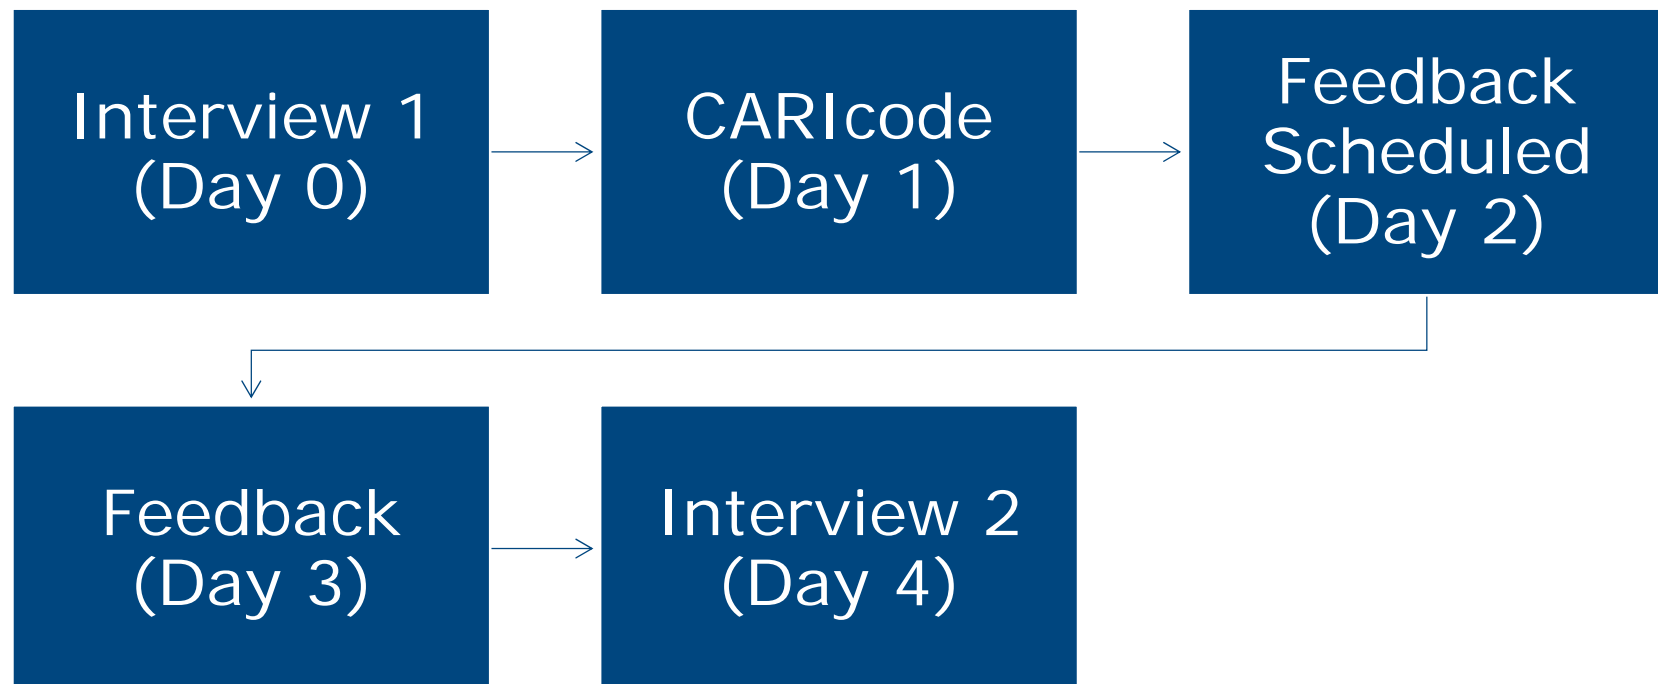 Interview 1
(Day 0)
CARIcode
(Day 1)
Feedback
Scheduled
(Day 2)
Feedback
(Day 3)
Interview 2
(Day 4)